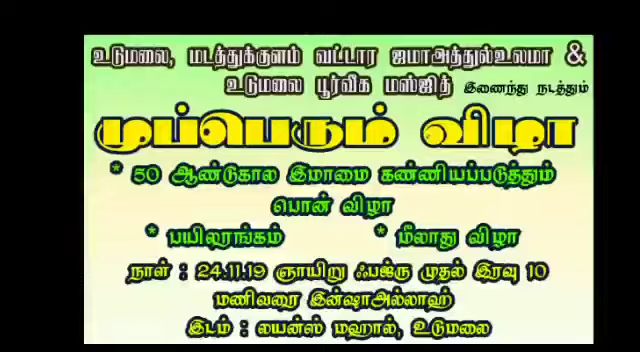 உடுமலை, மடத்துக்குளம் வட்டார ஜமாஅத்துல்உலமா &
உடுமலை பூர்வீக மஸ்ஜித் இணைந்து நடத்தும்
முப்பெரும் விழா
* 50 ஆண்டுகால இமாமை கண்ணியப்படுத்தும்
பொன் விழா
* பயிலரங்கம் * மீலாது விழா
நாள் : 24.11.19 ஞாயிறு ஃபஜ்ரு முதல் இரவு 10
மணிவரை இன்ஷாஅல்லாஹ்
இடம் : லயன்ஸ் மஹால், உடுமலை